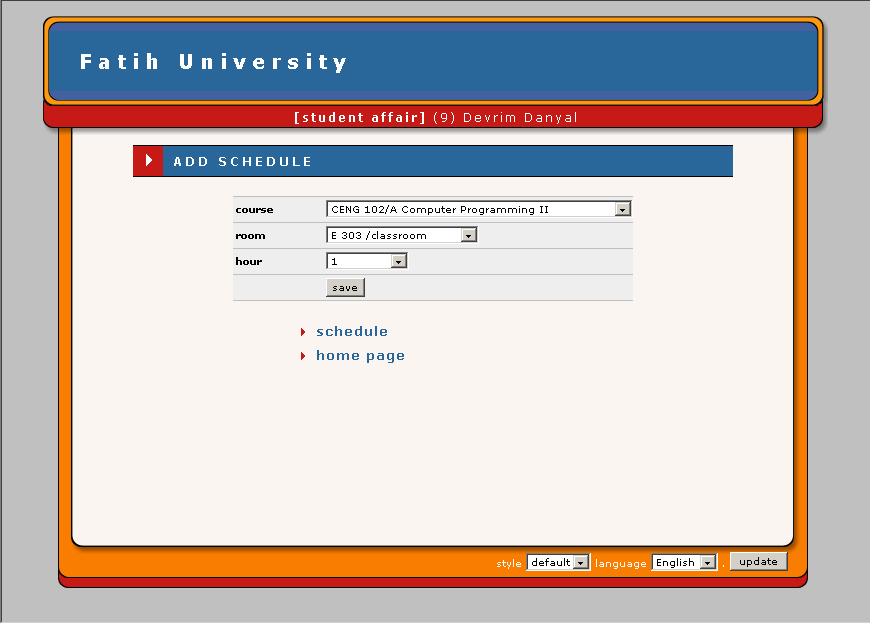 Fatih University
[student affair] (9) Devrim Danyal
ADD SCHEDULE
course CENG 102/A Computer Programming II
room E 303 /classroom
hour 1
save
schedule
home page
style default language English . update